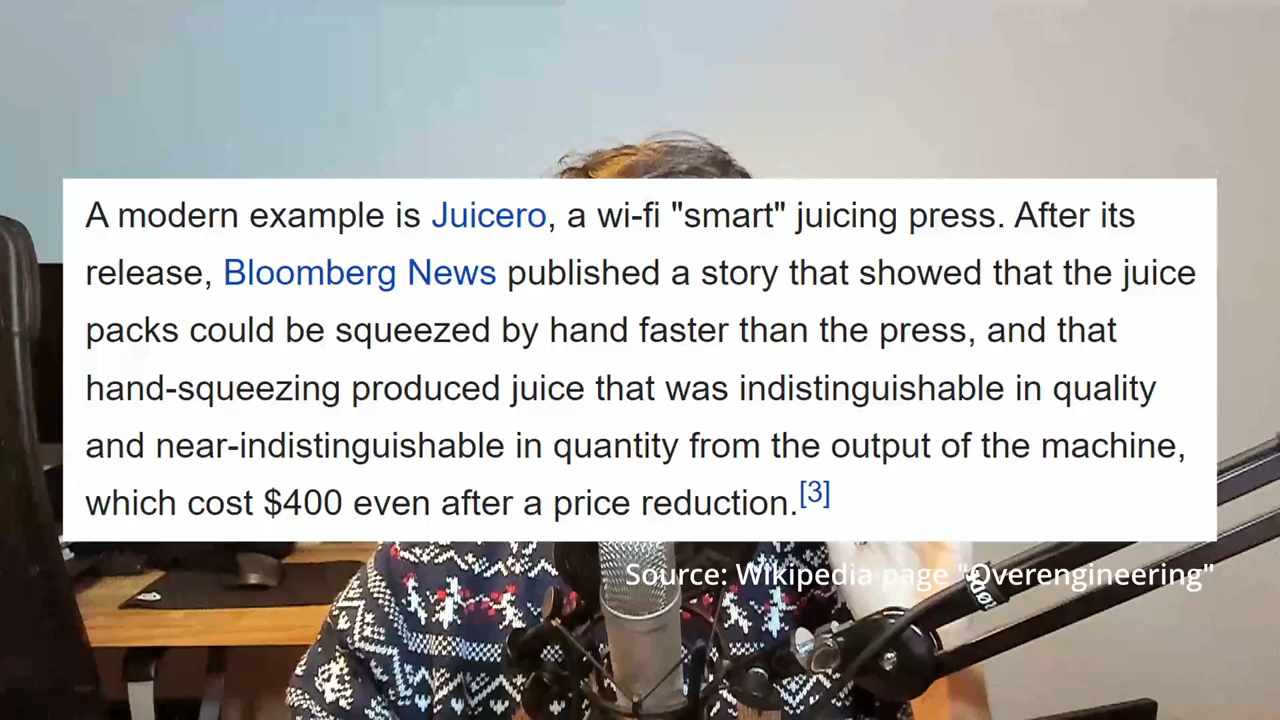 A modern example is Juicero, a wi-fi "smart" juicing press. After its
release, Bloomberg News published a story that showed that the juice
packs could be squeezed by hand faster than the press, and that
hand-squeezing produced juice that was indistinguishable in quality
and near-indistinguishable in quantity from the output of the machine,
which cost $400 even after a price reduction.[3]
Source: Wikipedia page "Overengineering"